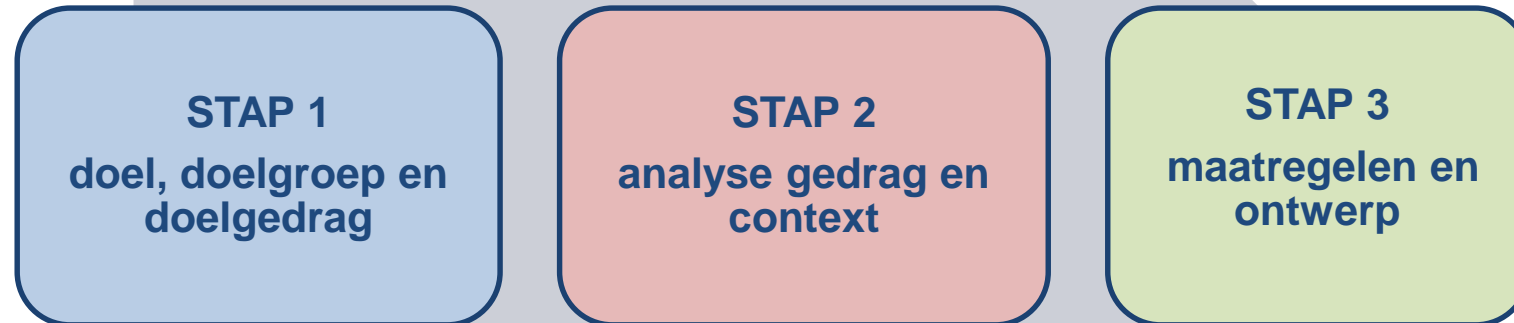 STAP 1
doel, doelgroep en
doelgedrag
STAP 2
analyse gedrag en
context
STAP 3
maatregelen en
ontwerp